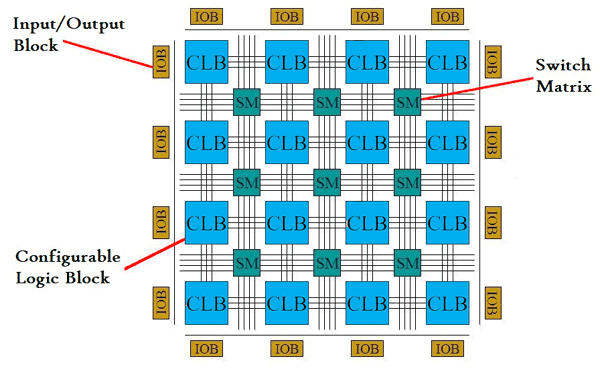 IOB IOB IOB IOB
Input/Output
Block
IOB CLB CLB CLB CLB IOB
Switch
Matrix
SM SM SM
IOB CLB CLB CLB CLB IOB
SM SM SM
IOB CLB CLB CLB CLB IOB
Configurable
Logic Block
SM SM SM
IOB CLB CLB CLB CLB IOB
IOB IOB IOB IOB